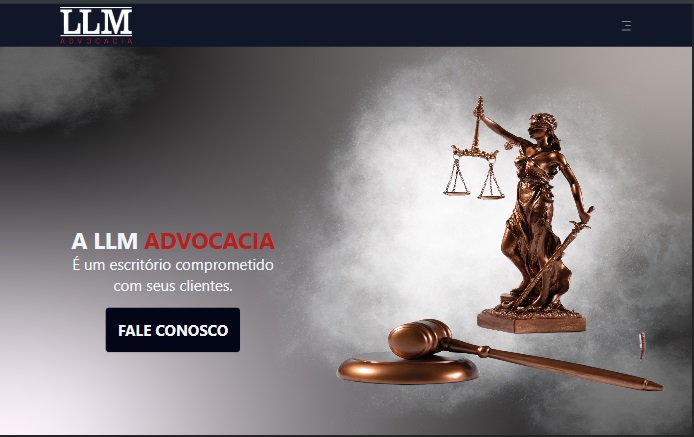 LLM
ADVOCACIA
A LLM ADVOCACIA
É um escritório comprometido
com seus clientes.
FALE CONOSCO